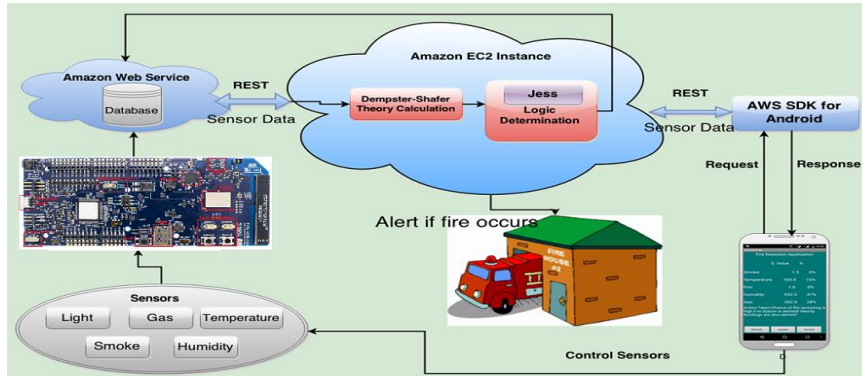 Amazon EC2 Instance
Amazon Web Service
Database
REST
Sensor Data
Dempster-Shafer
Theory Calculation
Jess
Logic
Determination
REST
Sensor Data
AWS SDK for
Android
Request
Response
Alert if fire occurs
FIRE
HOUSE
#2
Fire Detection Application
Value
%
Smoke:
Temperature:
Fire:
Humidity:
Gas:
Sensors
Light
Gas
Temperature
Smoke
Humidity
Control Sensors